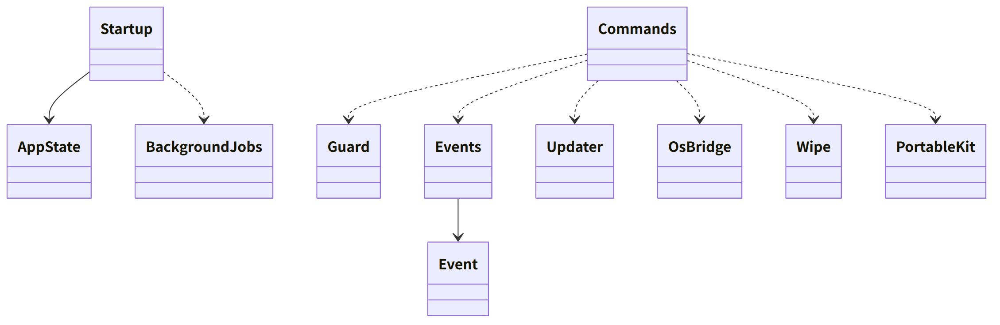 Startup
Commands
AppState
BackgroundJobs
Guard
Events
Updater
OsBridge
Wipe
PortableKit
Event